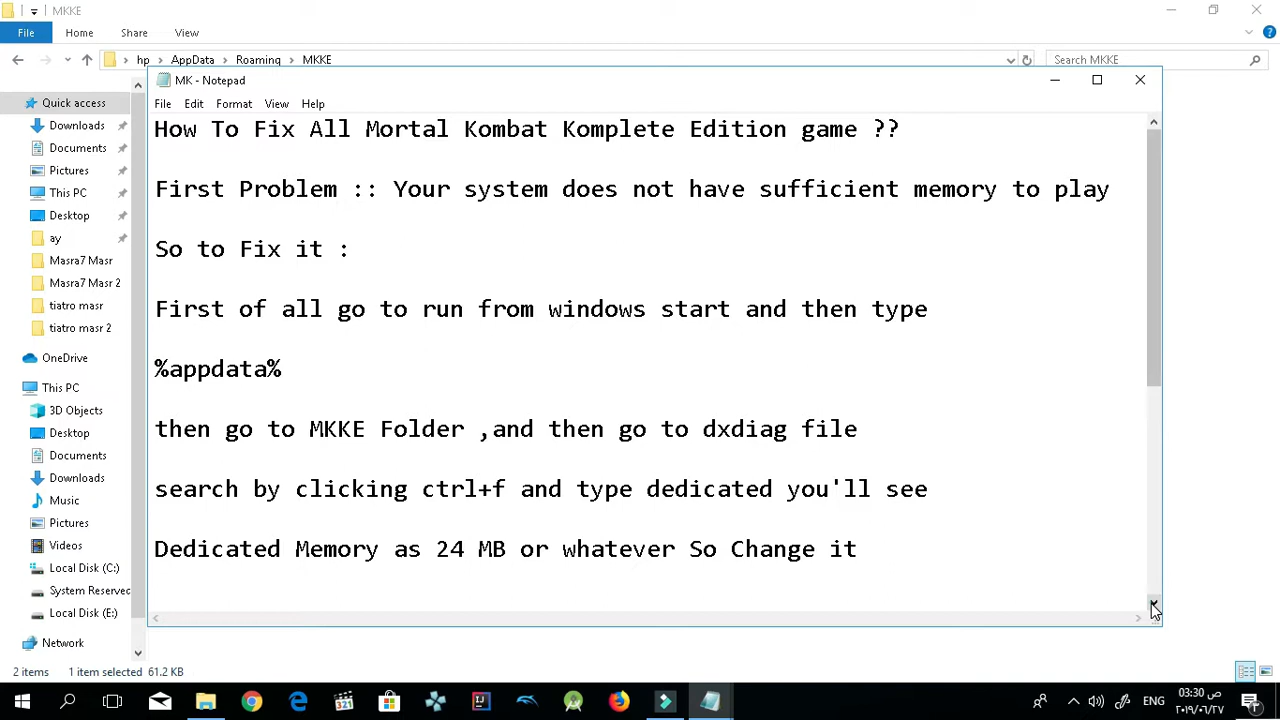 MKKE
File Home Share View
hp AppData Roaming MKKE
Search MKKE
Quick access
Downloads
Documents
Pictures
This PC
Desktop
ay
Masra7 Masr
Masra7 Masr 2
tiatro masr
tiatro masr 2
OneDrive
This PC
3D Objects
Desktop
Documents
Downloads
Music
Pictures
Videos
Local Disk (C:)
System Reserved
Local Disk (E:)
Network
2 items 1 item selected 61.2 KB
MK - Notepad
File Edit Format View Help
How To Fix All Mortal Kombat Komplete Edition game ??
First Problem :: Your system does not have sufficient memory to play
So to Fix it :
First of all go to run from windows start and then type
%appdata%
then go to MKKE Folder ,and then go to dxdiag file
search by clicking ctrl+f and type dedicated you'll see
Dedicated Memory as 24 MB or whatever So Change it
321
ENG
03:30 ص
٢٠١٩/٠٦/٢٧